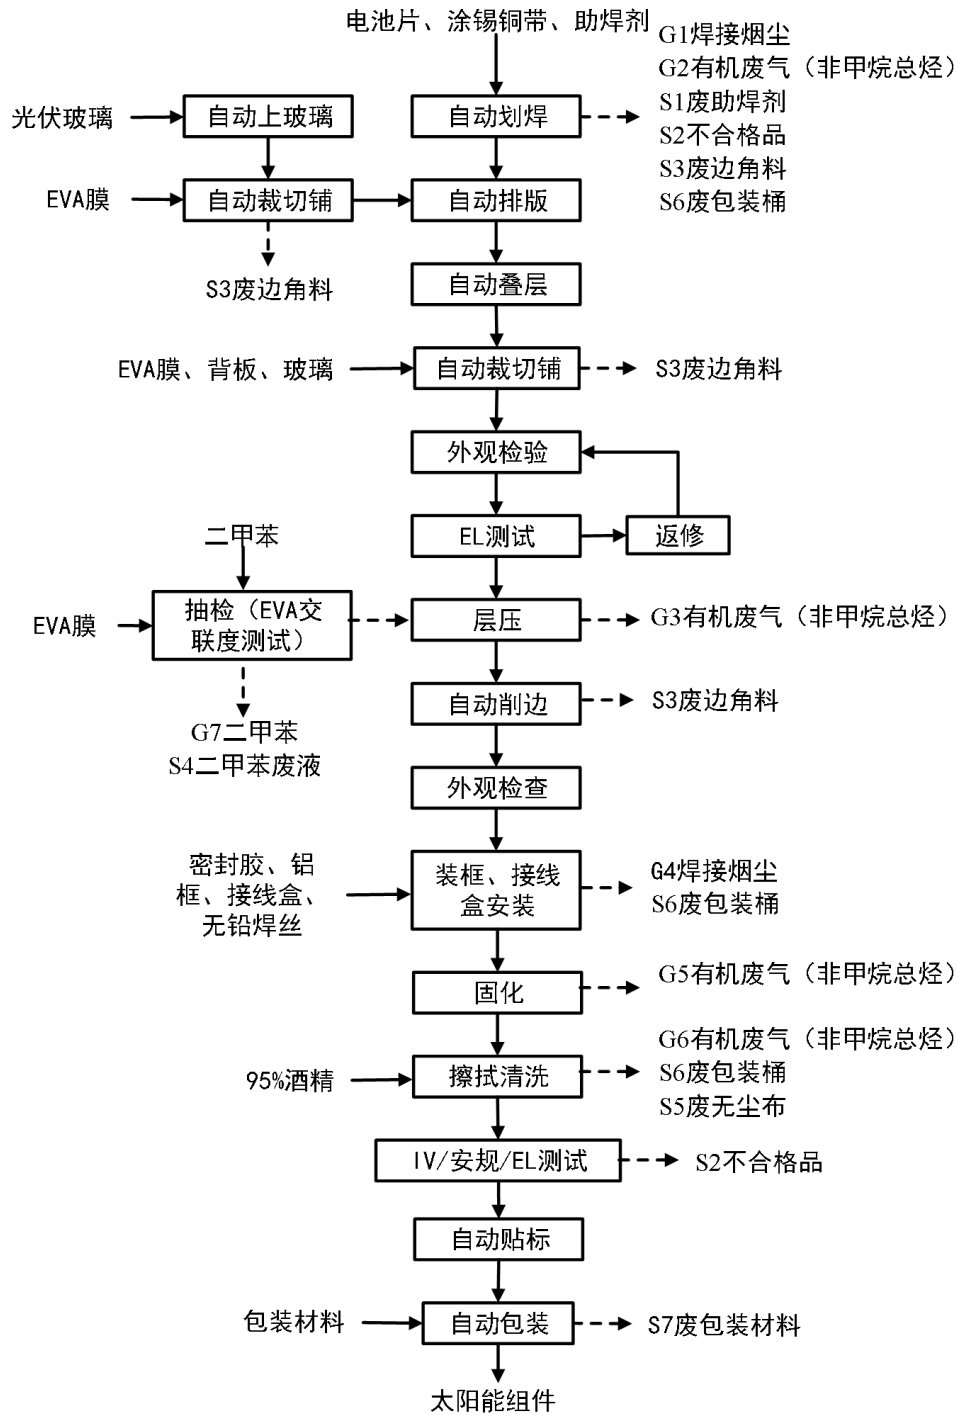 电池片、涂锡铜带、助焊剂
G1焊接烟尘
G2有机废气（非甲烷总烃）
S1废助焊剂
S2不合格品
S3废边角料
S6废包装桶
光伏玻璃
自动上玻璃
自动划焊
EVA膜
自动裁切铺
自动排版
S3废边角料
自动叠层
EVA膜、背板、玻璃
自动裁切铺
S3废边角料
外观检验
二甲苯
EL测试
返修
EVA膜
抽检（EVA交
联度测试）
层压
G3有机废气（非甲烷总烃）
自动削边
S3废边角料
G7二甲苯
S4二甲苯废液
外观检查
密封胶、铝
框、接线盒、
无铅焊丝
装框、接线
盒安装
G4焊接烟尘
S6废包装桶
固化
G5有机废气（非甲烷总烃）
95%酒精
擦拭清洗
G6有机废气（非甲烷总烃）
S6废包装桶
S5废无尘布
IV/安规/EL测试
S2不合格品
自动贴标
包装材料
自动包装
S7废包装材料
太阳能组件